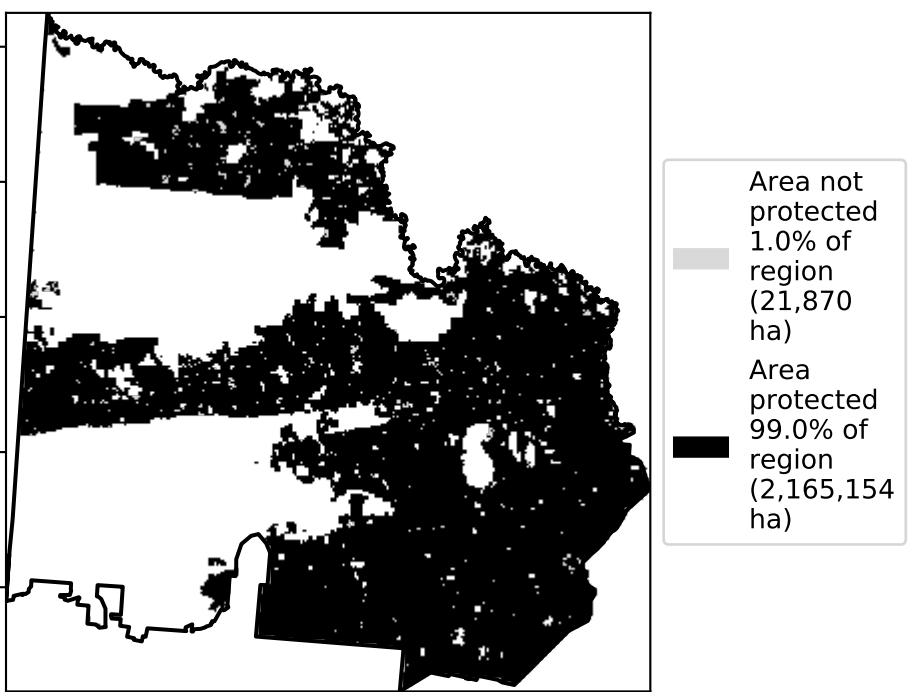 Area not
protected
1.0% of
region
(21,870
ha)
Area
protected
99.0% of
region
(2,165,154
ha)